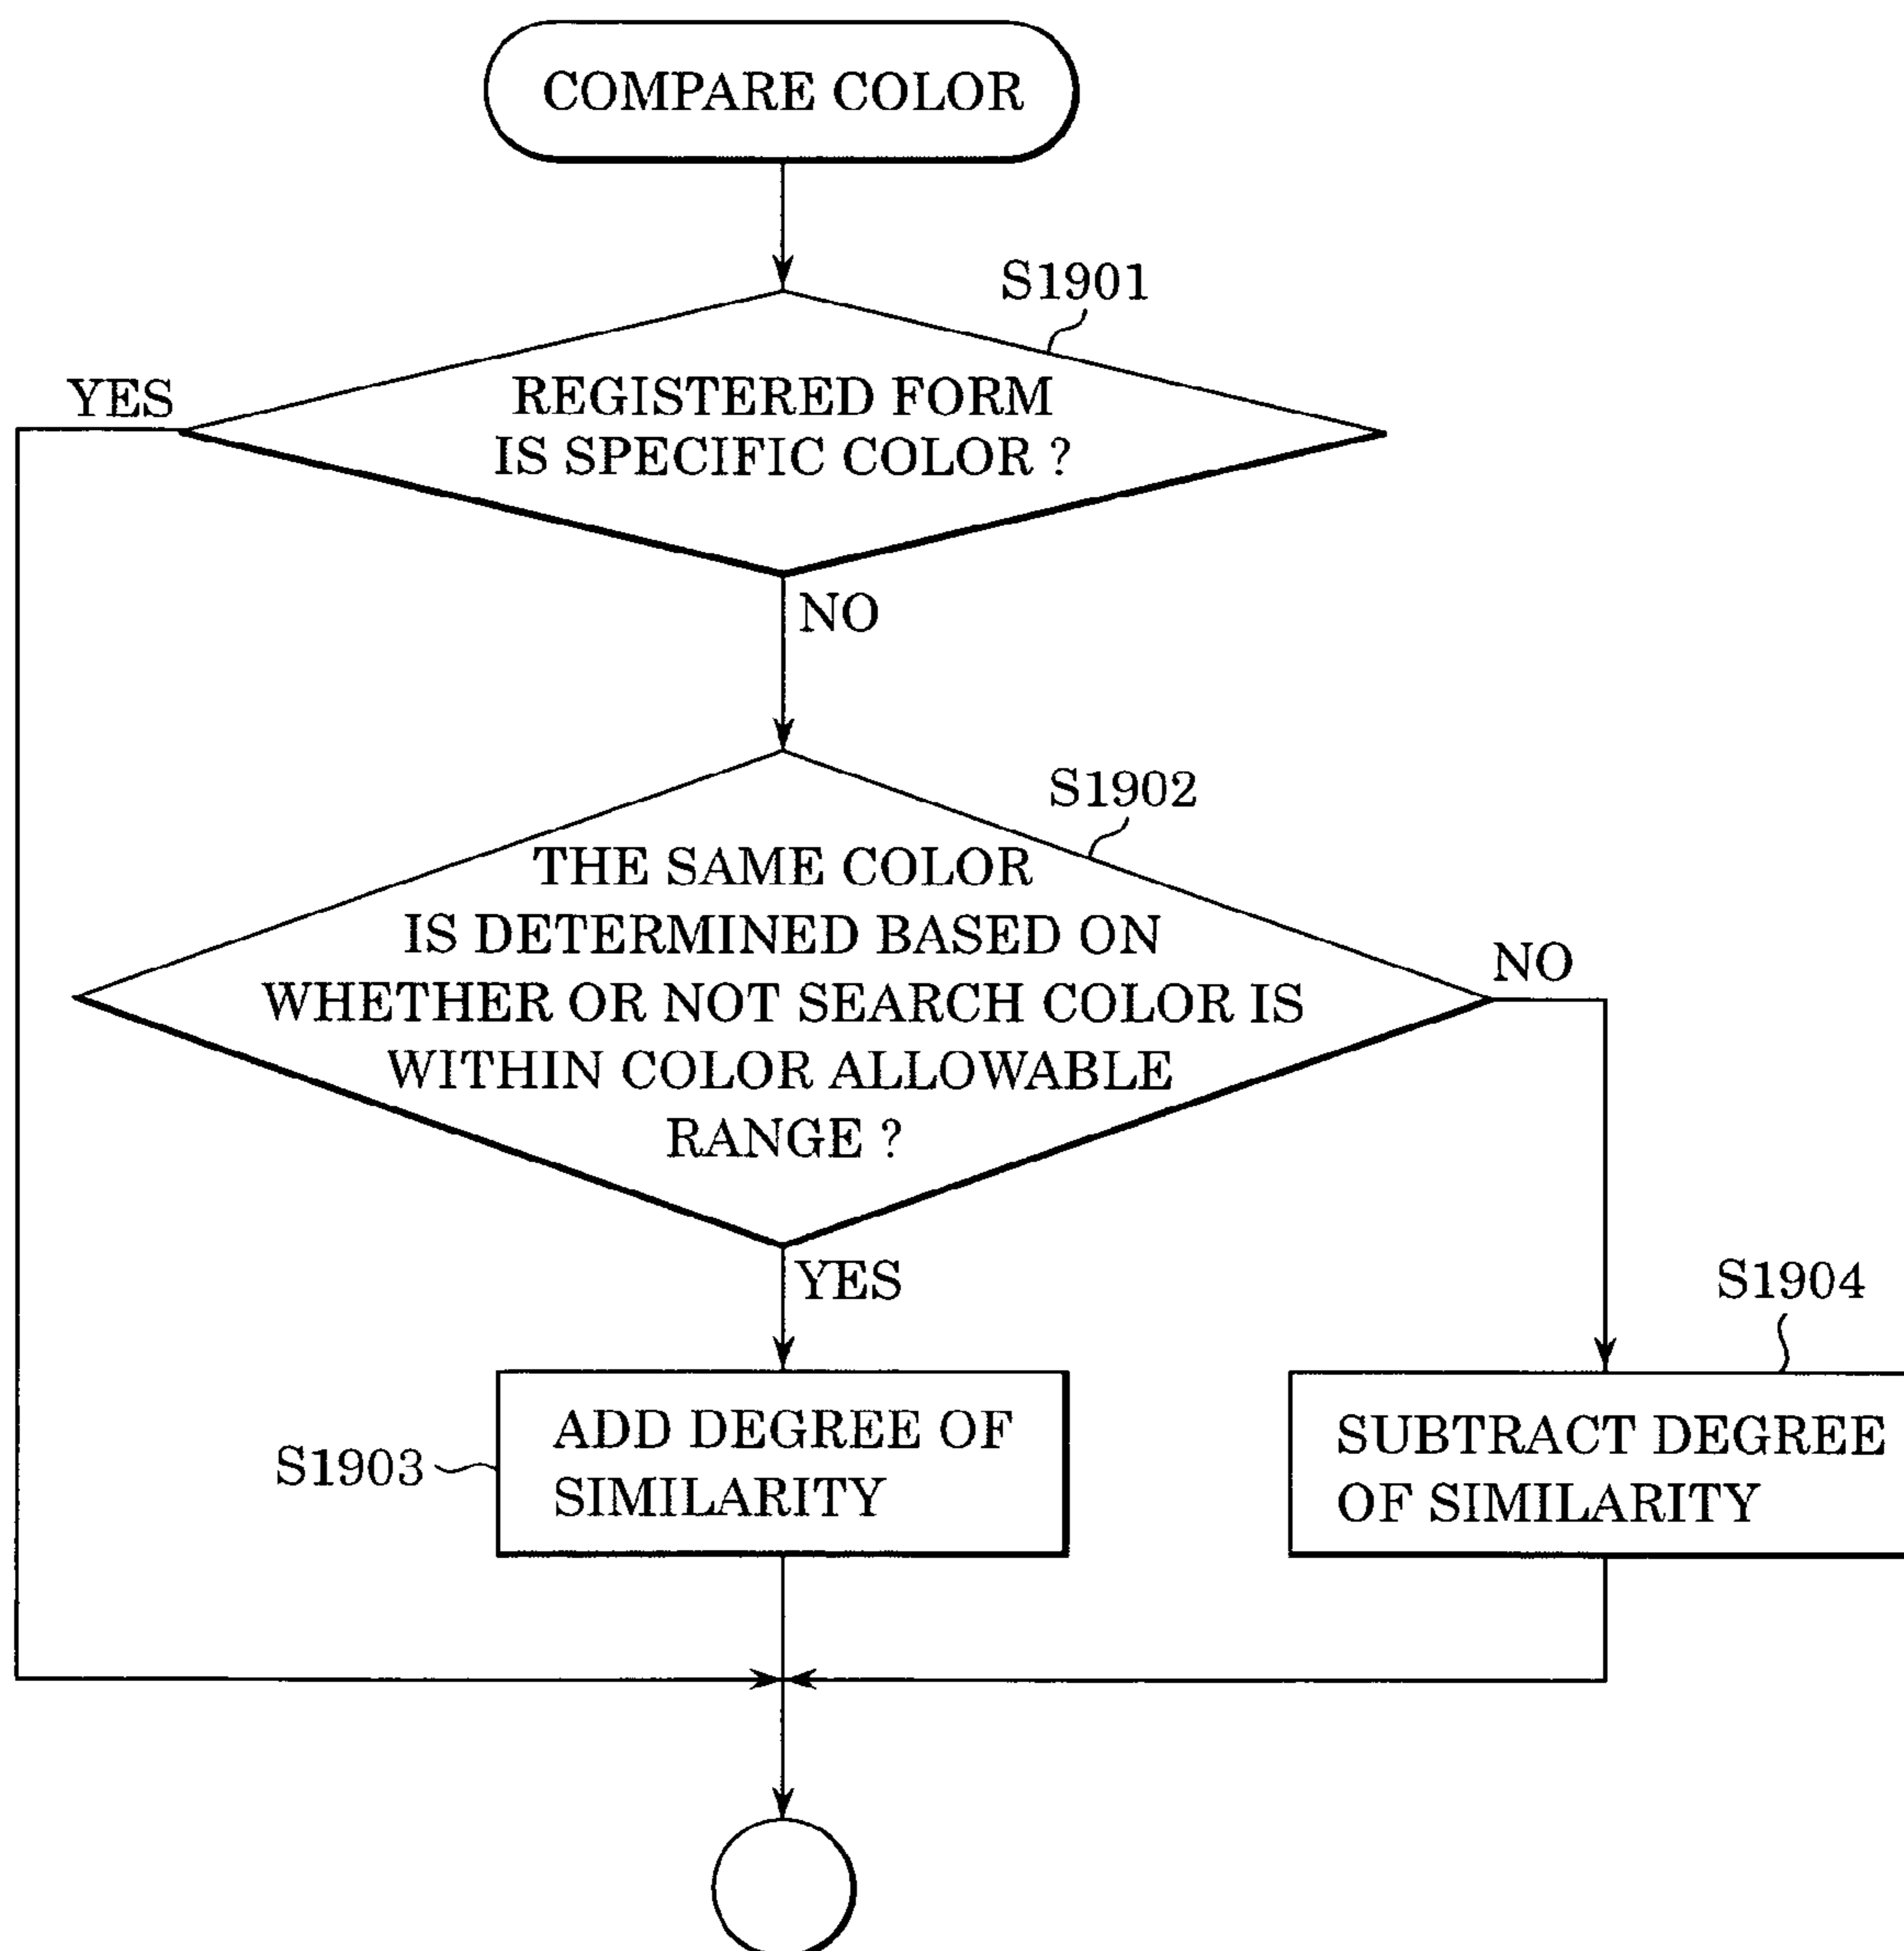 COMPARE COLOR
S1901
YES
REGISTERED FORM
IS SPECIFIC COLOR ?
NO
S1902
THE SAME COLOR
IS DETERMINED BASED ON
WHETHER OR NOT SEARCH COLOR IS
WITHIN COLOR ALLOWABLE
RANGE ?
NO
YES
S1904
S1903
ADD DEGREE OF
SIMILARITY
SUBTRACT DEGREE
OF SIMILARITY